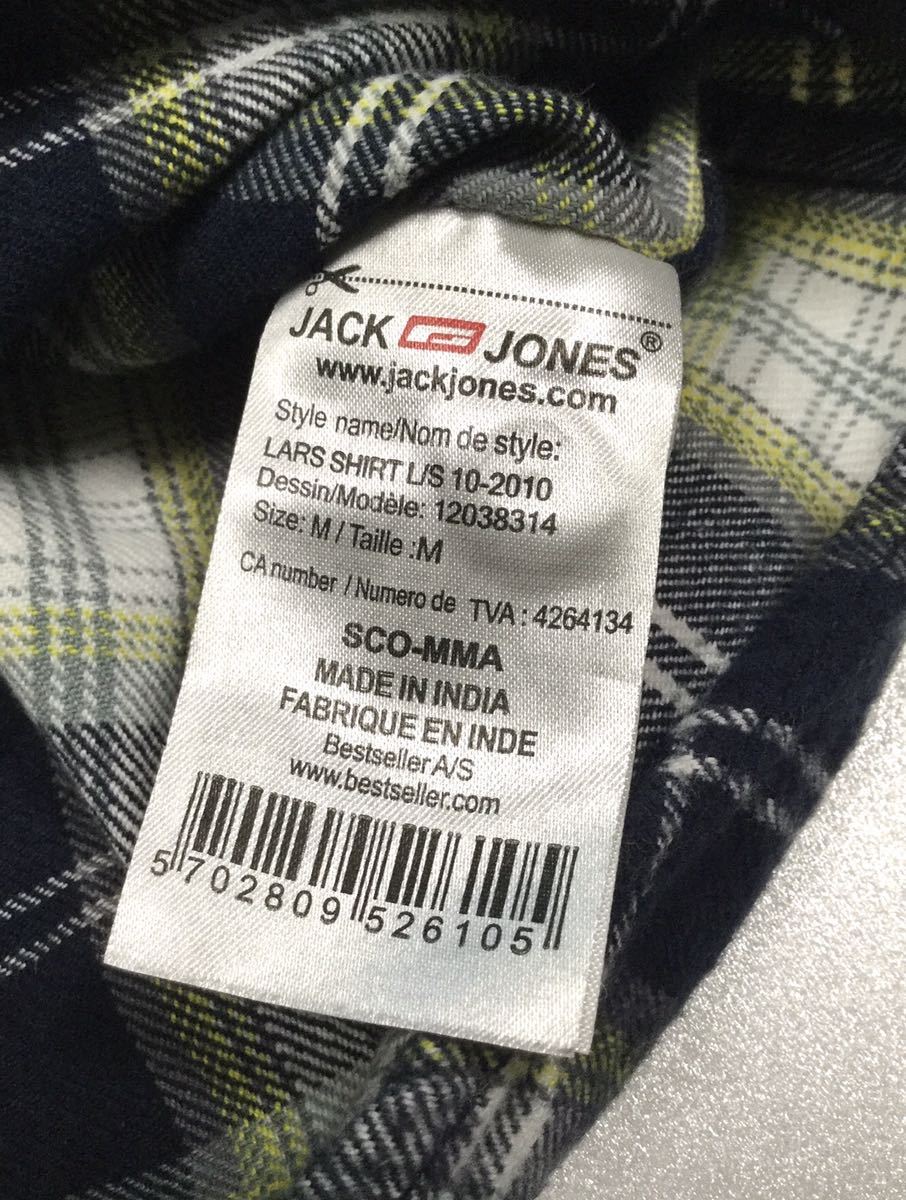 JACK JONES®
www.jackjones.com
Style name/Nom de style:
LARS SHIRT L/S 10-2010
Dessin/Modèle: 12038314
Size: M / Taille :M
CA number / Numero de TVA : 4264134
SCO-MMA
MADE IN INDIA
FABRIQUE EN INDE
Bestseller A/S
www.bestseller.com
5 702809 526105